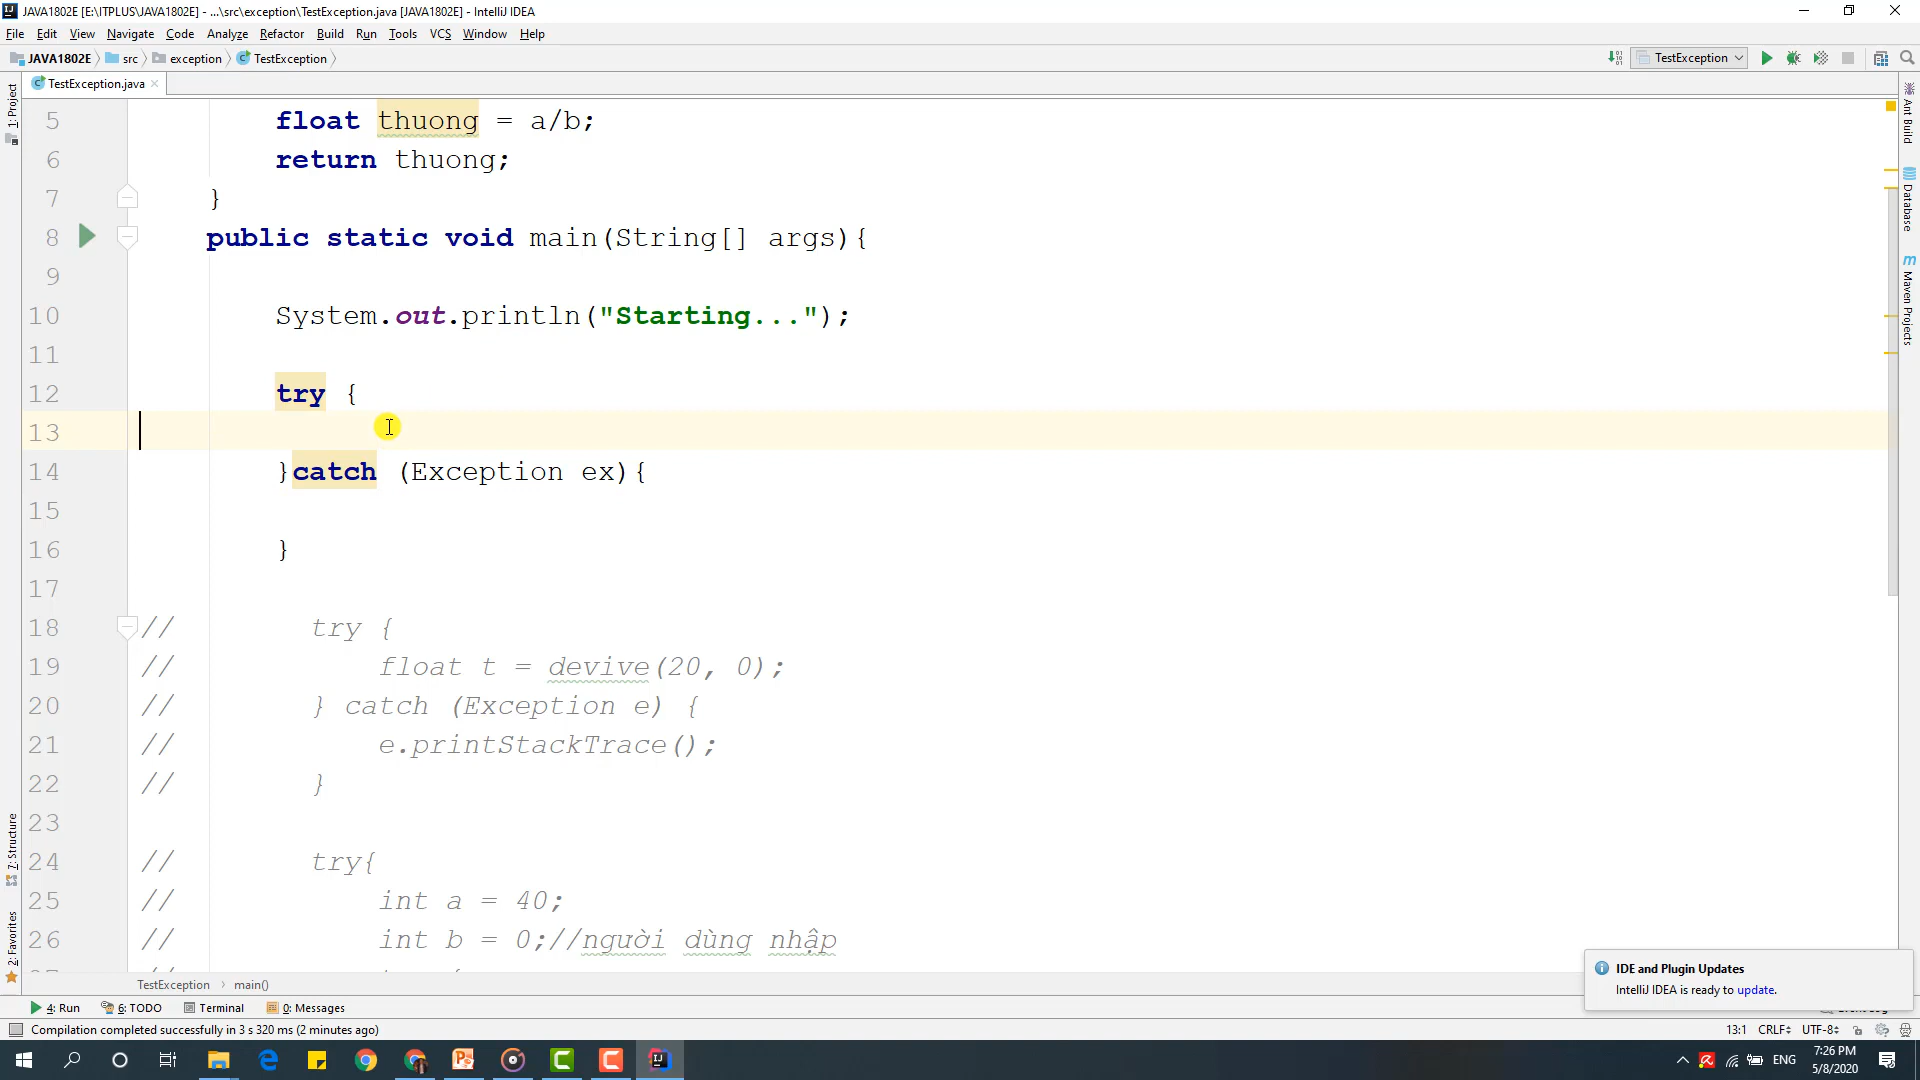 JAVA1802E [E:\ITPLUS\JAVA1802E] - ...\src\exception\TestException.java [JAVA1802E] - IntelliJ IDEA
File Edit View Navigate Code Analyze Refactor Build Run Tools VCS Window Help
JAVA1802E src exception TestException TestException
TestException.java
1: Project
Ant Build
Database
Maven Projects
7: Structure
2: Favorites
5 float thuong = a/b;
6 return thuong;
7 }
8 public static void main(String[] args){
9
10 System.out.println("Starting...");
11
12 try {
13
14 }catch (Exception ex){
15
16 }
17
18 // try {
19 // float t = devive(20, 0);
20 // } catch (Exception e) {
21 // e.printStackTrace();
22 // }
23
24 // try{
25 // int a = 40;
26 // int b = 0;//người dùng nhập
IDE and Plugin Updates
IntelliJ IDEA is ready to update.
TestException main()
4: Run 6: TODO Terminal 0: Messages
Compilation completed successfully in 3 s 320 ms (2 minutes ago) 13:1 CRLF UTF-8
ENG 7:26 PM
5/8/2020